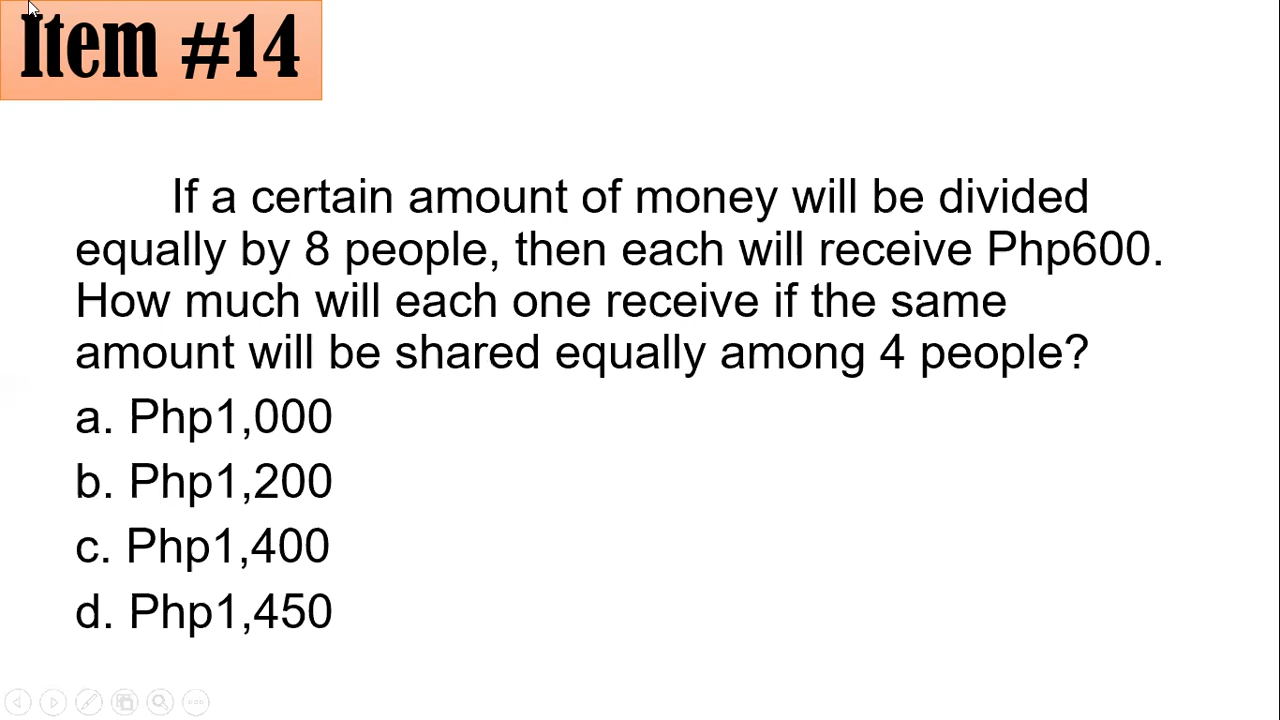 Item #14
If a certain amount of money will be divided
equally by 8 people, then each will receive Php600.
How much will each one receive if the same
amount will be shared equally among 4 people?
a. Php1,000
b. Php1,200
c. Php1,400
d. Php1,450